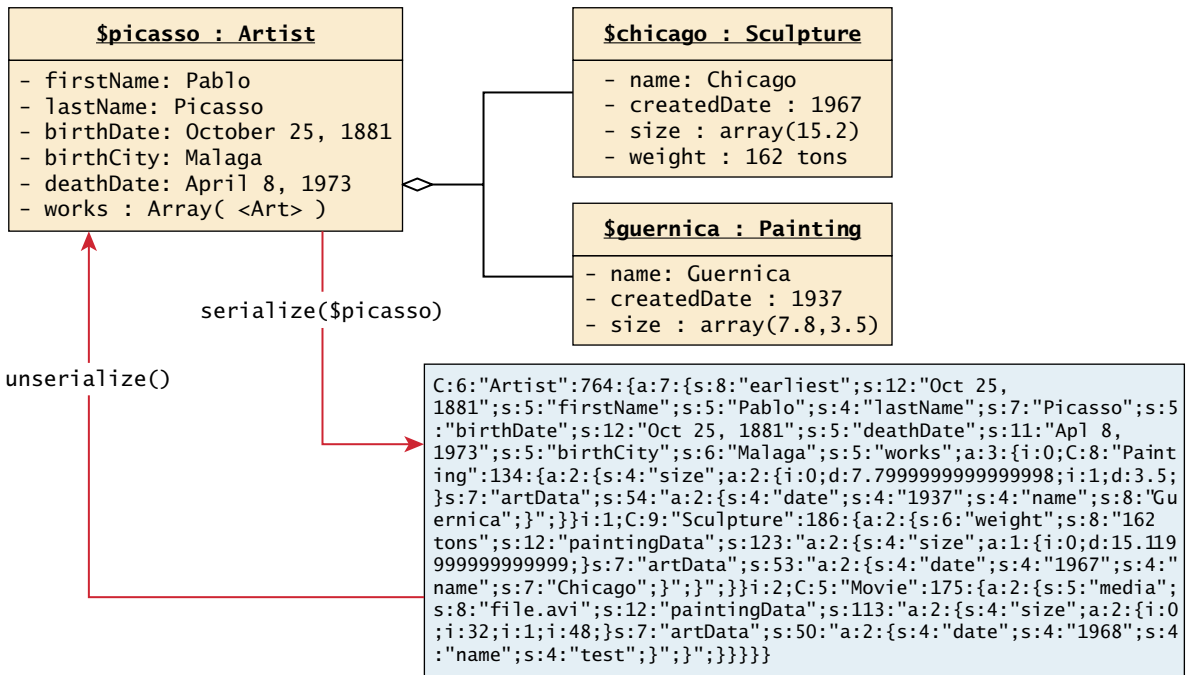 $picasso : Artist
- firstName: Pablo
- lastName: Picasso
- birthDate: October 25, 1881
- birthCity: Malaga
- deathDate: April 8, 1973
- works : Array( <Art> )
$chicago : Sculpture
- name: Chicago
- createdDate : 1967
- size : array(15.2)
- weight : 162 tons
$guernica : Painting
- name: Guernica
- createdDate : 1937
- size : array(7.8,3.5)
serialize($picasso)
unserialize()
C:6:"Artist":764:{a:7:{s:8:"earliest";s:12:"Oct 25,
1881";s:5:"firstName";s:5:"Pablo";s:4:"lastName";s:7:"Picasso";s:5
:"birthDate";s:12:"Oct 25, 1881";s:5:"deathDate";s:11:"Apl 8,
1973";s:5:"birthCity";s:6:"Malaga";s:5:"works";a:3:{i:0;C:8:"Paint
ing":134:{a:2:{s:4:"size";a:2:{i:0;d:7.7999999999999998;i:1;d:3.5;
}s:7:"artData";s:54:"a:2:{s:4:"date";s:4:"1937";s:4:"name";s:8:"Gu
ernica";}";}}i:1;C:9:"Sculpture":186:{a:2:{s:6:"weight";s:8:"162
tons";s:12:"paintingData";s:123:"a:2:{s:4:"size";a:1:{i:0;d:15.119
999999999999;}s:7:"artData";s:53:"a:2:{s:4:"date";s:4:"1967";s:4:"
name";s:7:"Chicago";}";}";}}i:2;C:5:"Movie":175:{a:2:{s:5:"media";
s:8:"file.avi";s:12:"paintingData";s:113:"a:2:{s:4:"size";a:2:{i:0
;i:32;i:1;i:48;}s:7:"artData";s:50:"a:2:{s:4:"date";s:4:"1968";s:4
:"name";s:4:"test";}";}";}}}}}